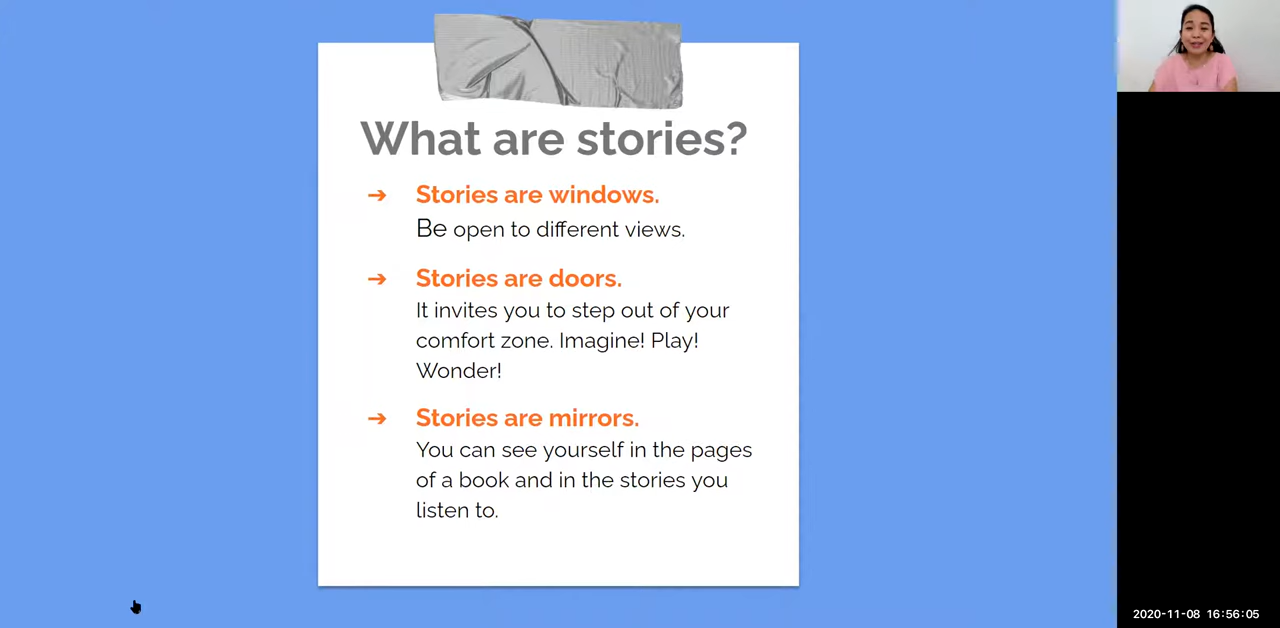 What are stories?
➔ Stories are windows.
Be open to different views.
➔ Stories are doors.
It invites you to step out of your
comfort zone. Imagine! Play!
Wonder!
➔ Stories are mirrors.
You can see yourself in the pages
of a book and in the stories you
listen to.
2020-11-08 16:56:05